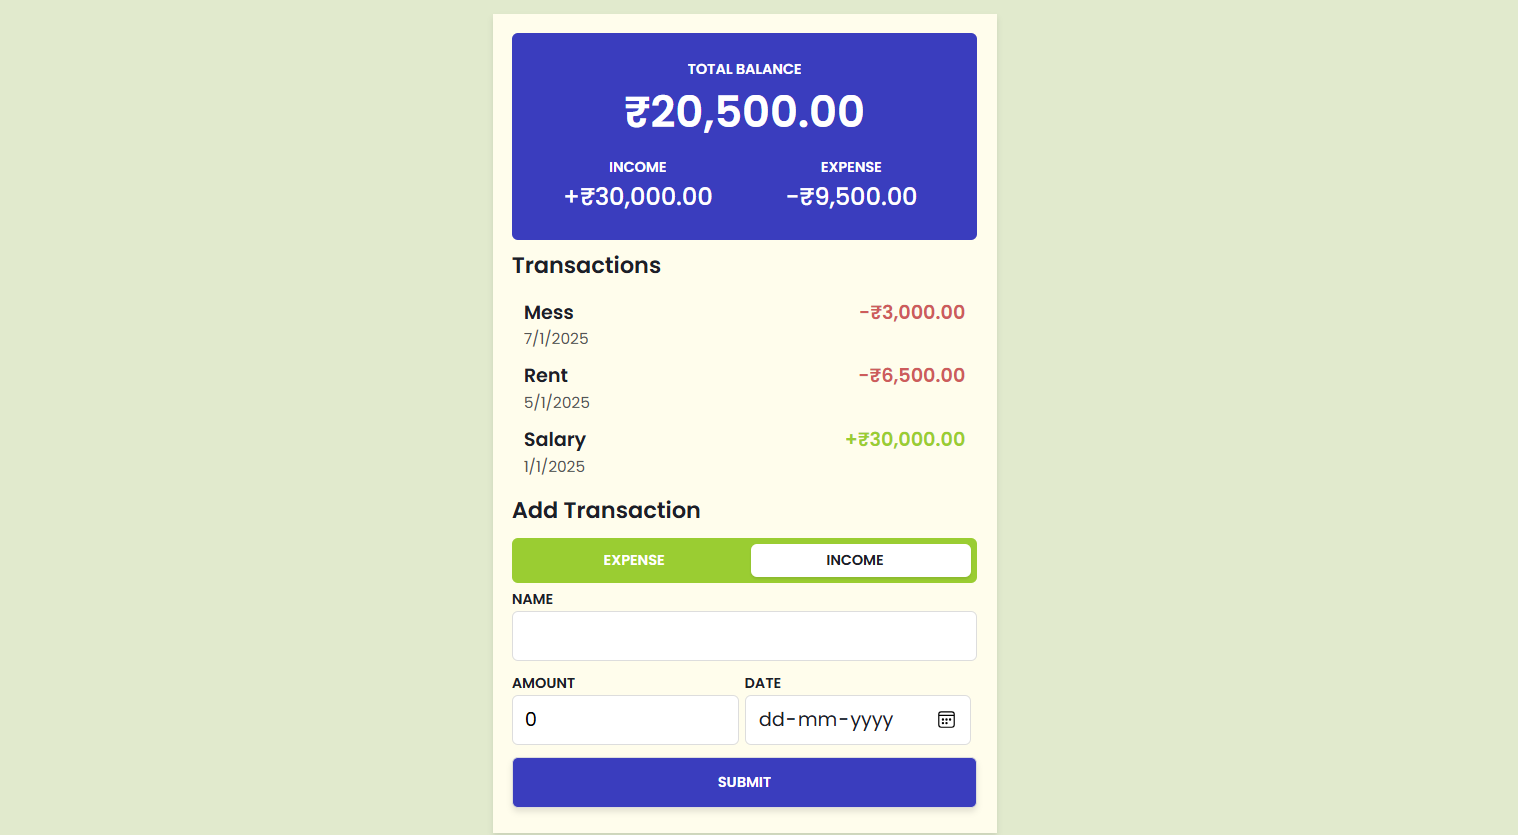 TOTAL BALANCE
₹20,500.00
INCOME EXPENSE
+₹30,000.00 -₹9,500.00
Transactions
Mess -₹3,000.00
7/1/2025
Rent -₹6,500.00
5/1/2025
Salary +₹30,000.00
1/1/2025
Add Transaction
EXPENSE INCOME
NAME
AMOUNT DATE
0 dd-mm-yyyy
SUBMIT